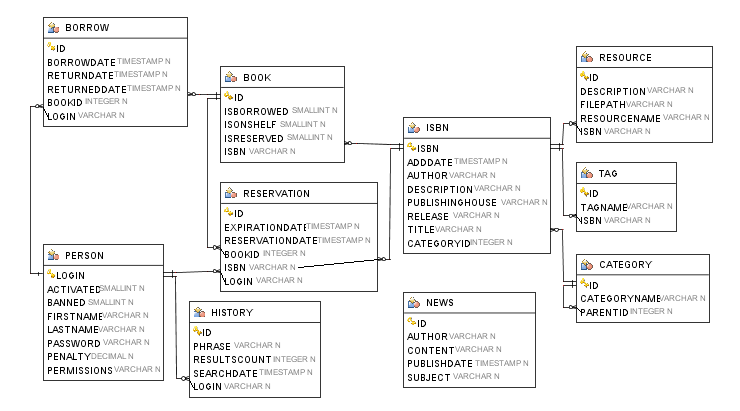 BORROW
ID
BORROWDATE TIMESTAMP N
RETURNDATE TIMESTAMP N
RETURNEDDATE TIMESTAMP N
BOOKID INTEGER N
LOGIN VARCHAR N
BOOK
ID
ISBORROWED SMALLINT N
ISONSHELF SMALLINT N
ISRESERVED SMALLINT N
ISBN VARCHAR N
RESERVATION
ID
EXPIRATIONDATE TIMESTAMP N
RESERVATIONDATE TIMESTAMP N
BOOKID INTEGER N
ISBN VARCHAR N
LOGIN VARCHAR N
PERSON
LOGIN
ACTIVATED SMALLINT N
BANNED SMALLINT N
FIRSTNAME VARCHAR N
LASTNAME VARCHAR N
PASSWORD VARCHAR N
PENALTY DECIMAL N
PERMISSIONS VARCHAR N
HISTORY
ID
PHRASE VARCHAR N
RESULTSCOUNT INTEGER N
SEARCHDATE TIMESTAMP N
LOGIN VARCHAR N
ISBN
ISBN
ADDDATE TIMESTAMP N
AUTHOR VARCHAR N
DESCRIPTION VARCHAR N
PUBLISHINGHOUSE VARCHAR N
RELEASE VARCHAR N
TITLE VARCHAR N
CATEGORYID INTEGER N
NEWS
ID
AUTHOR VARCHAR N
CONTENT VARCHAR N
PUBLISHDATE TIMESTAMP N
SUBJECT VARCHAR N
RESOURCE
ID
DESCRIPTION VARCHAR N
FILEPATH VARCHAR N
RESOURCENAME VARCHAR N
ISBN VARCHAR N
TAG
ID
TAGNAME VARCHAR N
ISBN VARCHAR N
CATEGORY
ID
CATEGORYNAME VARCHAR N
PARENTID INTEGER N